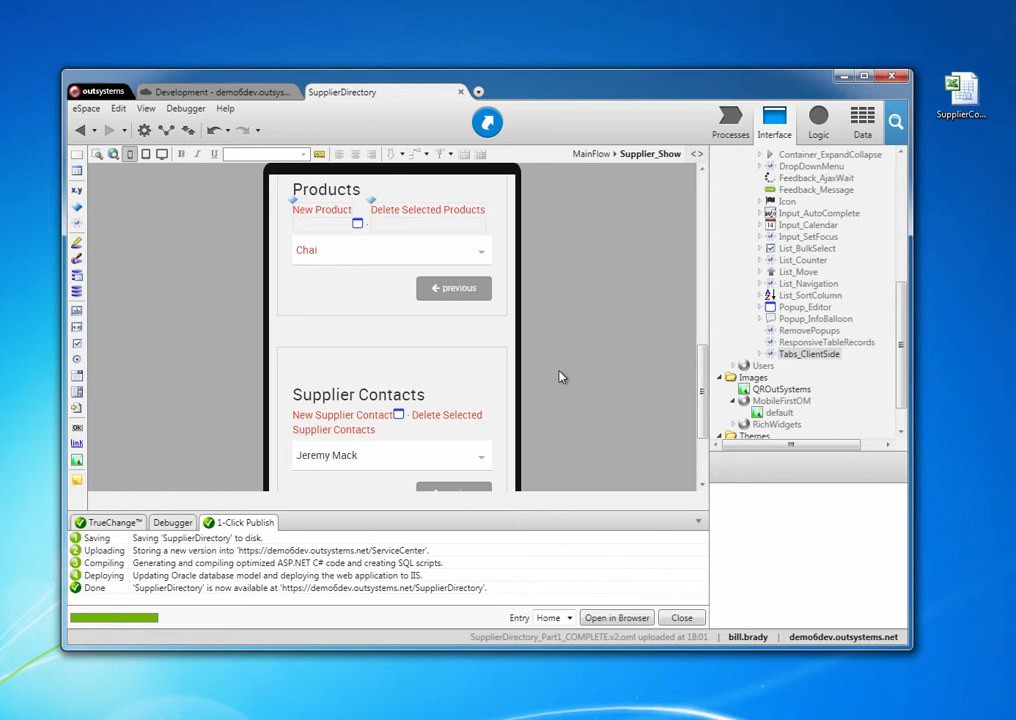 SupplierCo...
outsystems
Development - demo6dev.outsys...
SupplierDirectory
eSpace Edit View Debugger Help
Processes Interface Logic Data
B I U
MainFlow Supplier_Show
x,y
Ok!
link
Products
New Product
Delete Selected Products
Chai
previous
Supplier Contacts
New Supplier Contact - Delete Selected
Supplier Contacts
Jeremy Mack
Container_ExpandCollapse
DropDownMenu
Feedback_AjaxWait
Feedback_Message
Icon
Input_AutoComplete
Input_Calendar
Input_SetFocus
List_BulkSelect
List_Counter
List_Move
List_Navigation
List_SortColumn
Popup_Editor
Popup_InfoBalloon
RemovePopups
ResponsiveTableRecords
Tabs_ClientSide
Users
Images
QROutSystems
MobileFirstOM
default
RichWidgets
Themes
TrueChange™ Debugger 1-Click Publish
1 Saving Saving 'SupplierDirectory' to disk.
2 Uploading Storing a new version into 'https://demo6dev.outsystems.net/ServiceCenter'.
3 Compiling Generating and compiling optimized ASP.NET C# code and creating SQL scripts.
4 Deploying Updating Oracle database model and deploying the web application to IIS.
Done 'SupplierDirectory' is now available at 'https://demo6dev.outsystems.net/SupplierDirectory'.
Entry Home Open in Browser Close
SupplierDirectory_Part1_COMPLETE.v2.oml uploaded at 18:01 bill.brady demo6dev.outsystems.net